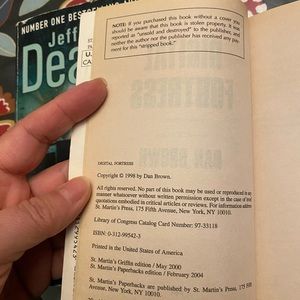 NUMBER ONE BESTSELLING
Jeff
Dea
NOTE: If you purchased this book without a cover you
should be aware that this book is stolen property. It was
reported as "unsold and destroyed" to the publisher, and
neither the author nor the publisher has received any pay-
ment for this "stripped book."
FORTRESS
DAN BROWN
DIGITAL FORTRESS
Copyright © 1998 by Dan Brown.
All rights reserved. No part of this book may be used or reproduced in any
manner whatsoever without written permission except in the case of
quotations embodied in critical articles or reviews. For information address
St. Martin's Press, 175 Fifth Avenue, New York, NY 10010.
Library of Congress Catalog Card Number: 97-33118
ISBN: 0-312-99542-3
Printed in the United States of America
St. Martin's Griffin edition / May 2000
St. Martin's Paperbacks edition / February 2004
St. Martin's Paperbacks are published by St. Martin's Press, 175 Fifth
Avenue, New York, NY 10010.